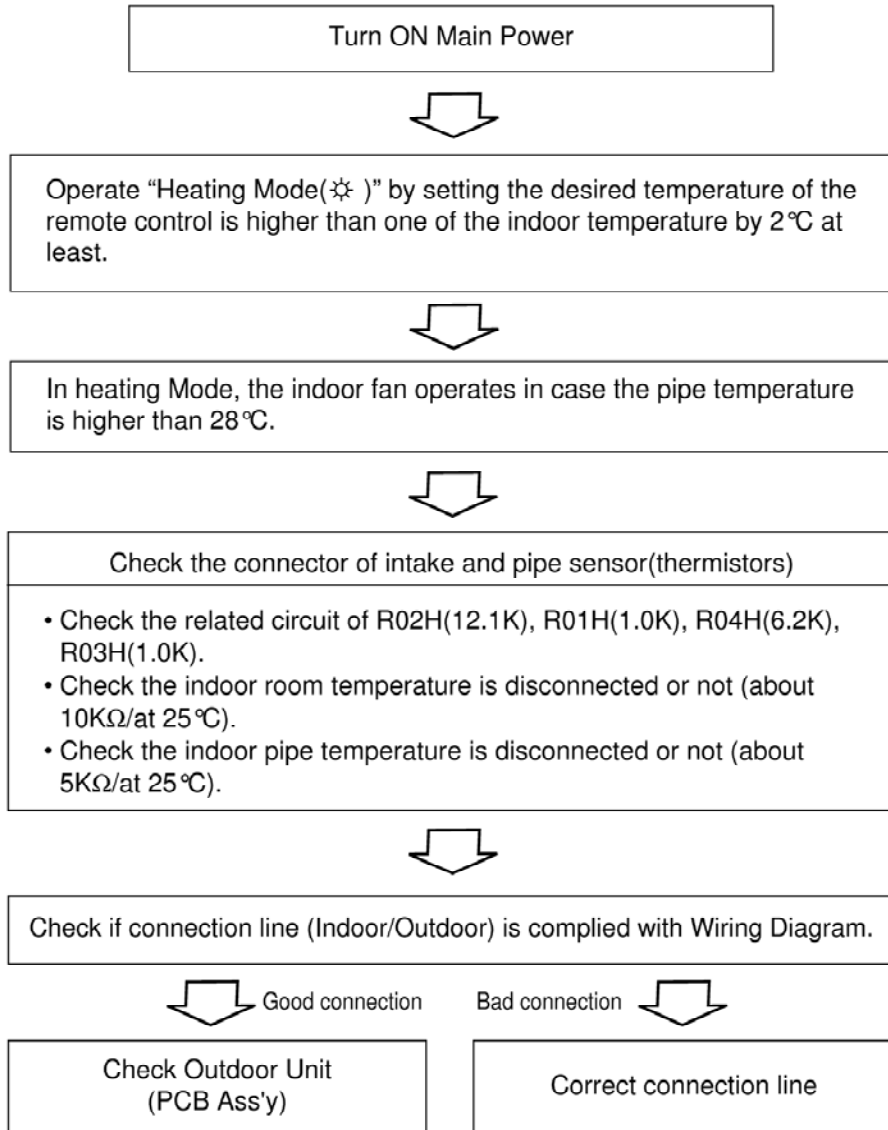 Turn ON Main Power
Operate “Heating Mode(☼ )” by setting the desired temperature of the
remote control is higher than one of the indoor temperature by 2°C at
least.
In heating Mode, the indoor fan operates in case the pipe temperature
is higher than 28°C.
Check the connector of intake and pipe sensor(thermistors)
• Check the related circuit of R02H(12.1K), R01H(1.0K), R04H(6.2K),
R03H(1.0K).
• Check the indoor room temperature is disconnected or not (about
10KΩ/at 25°C).
• Check the indoor pipe temperature is disconnected or not (about
5KΩ/at 25°C).
Check if connection line (Indoor/Outdoor) is complied with Wiring Diagram.
Good connection
Bad connection
Check Outdoor Unit
(PCB Ass'y)
Correct connection line